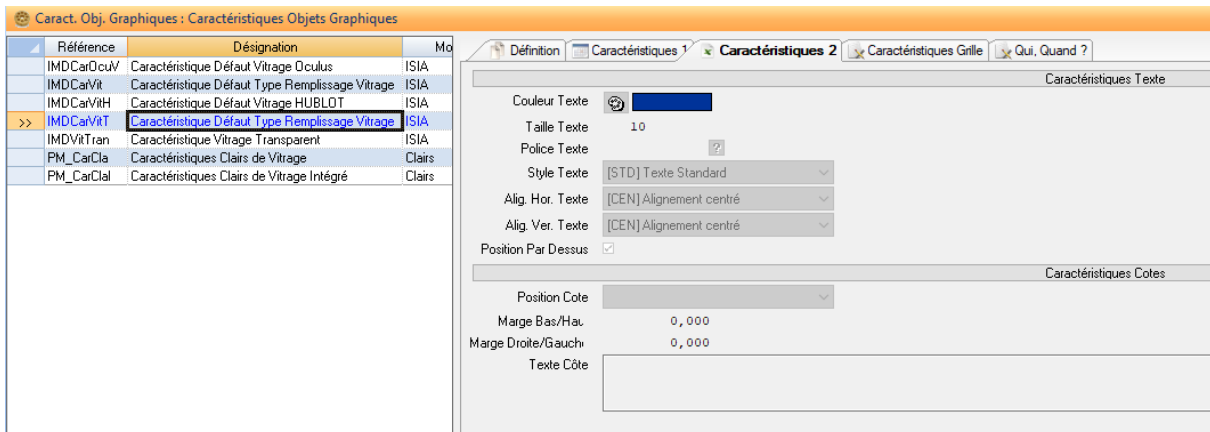 Caract. Obj. Graphiques : Caractéristiques Objets Graphiques
Référence Désignation Mo
IMDCarOcuV Caractéristique Défaut Vitrage Oculus ISIA
IMDCarVit Caractéristique Défaut Type Remplissage Vitrage ISIA
IMDCarVitH Caractéristique Défaut Vitrage HUBLOT ISIA
>> IMDCarVitT Caractéristique Défaut Type Remplissage Vitrage ISIA
IMDVitTran Caractéristique Vitrage Transparent ISIA
PM_CarCla Caractéristiques Clairs de Vitrage Clairs
PM_CarClaI Caractéristiques Clairs de Vitrage Intégré Clairs
Définition Caractéristiques 1 Caractéristiques 2 Caractéristiques Grille Qui, Quand ?
Caractéristiques Texte
Couleur Texte
Taille Texte 10
Police Texte ?
Style Texte [STD] Texte Standard
Alig. Hor. Texte [CEN] Alignement centré
Alig. Ver. Texte [CEN] Alignement centré
Position Par Dessus
Caractéristiques Cotes
Position Cote
Marge Bas/Hau 0,000
Marge Droite/Gauche 0,000
Texte Côte